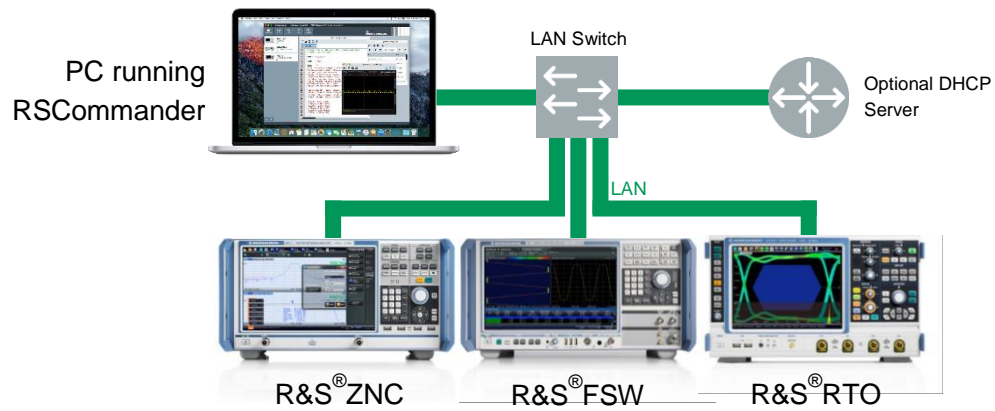 PC running
RSCommander
LAN Switch
Optional DHCP
Server
LAN
R&S®ZNC
R&S®FSW
R&S®RTO